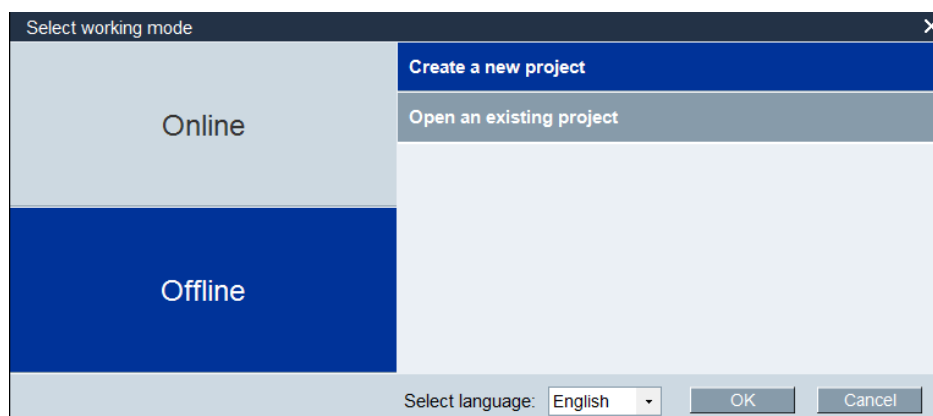 Select working mode
Online
Offline
Create a new project
Open an existing project
Select language: English
OK
Cancel